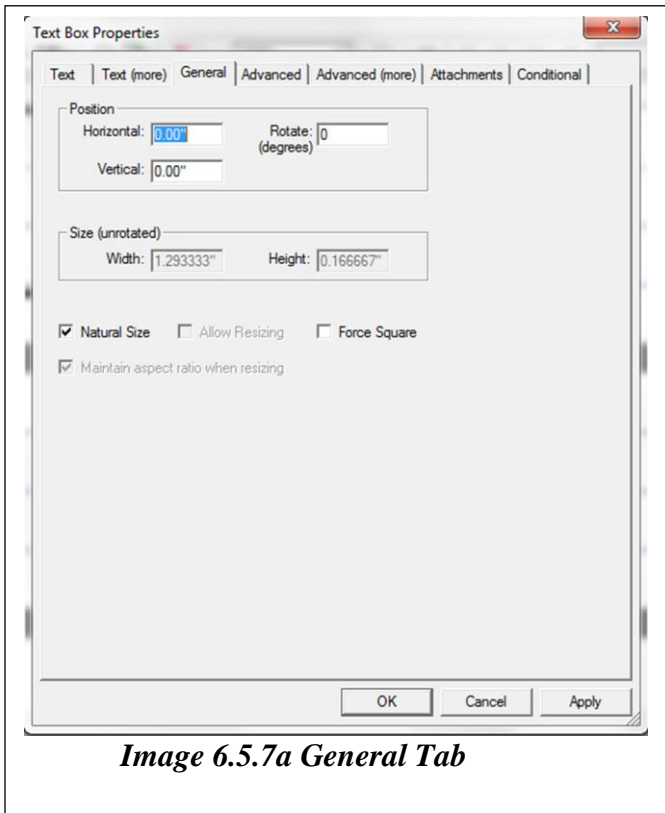 Text Box Properties
Text Text (more) General Advanced Advanced (more) Attachments Conditional
Position
Horizontal: 0.00" Rotate: 0
(degrees)
Vertical: 0.00"
Size (unrotated)
Width: 1.293333" Height: 0.166667"
Natural Size Allow Resizing Force Square
Maintain aspect ratio when resizing
OK Cancel Apply
Image 6.5.7a General Tab